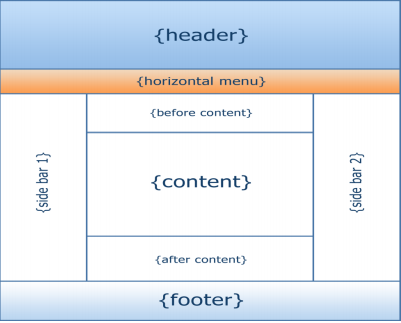 {header}
{horizontal menu}
{before content}
{side bar 1}
{content}
{side bar 2}
{after content}
{footer}